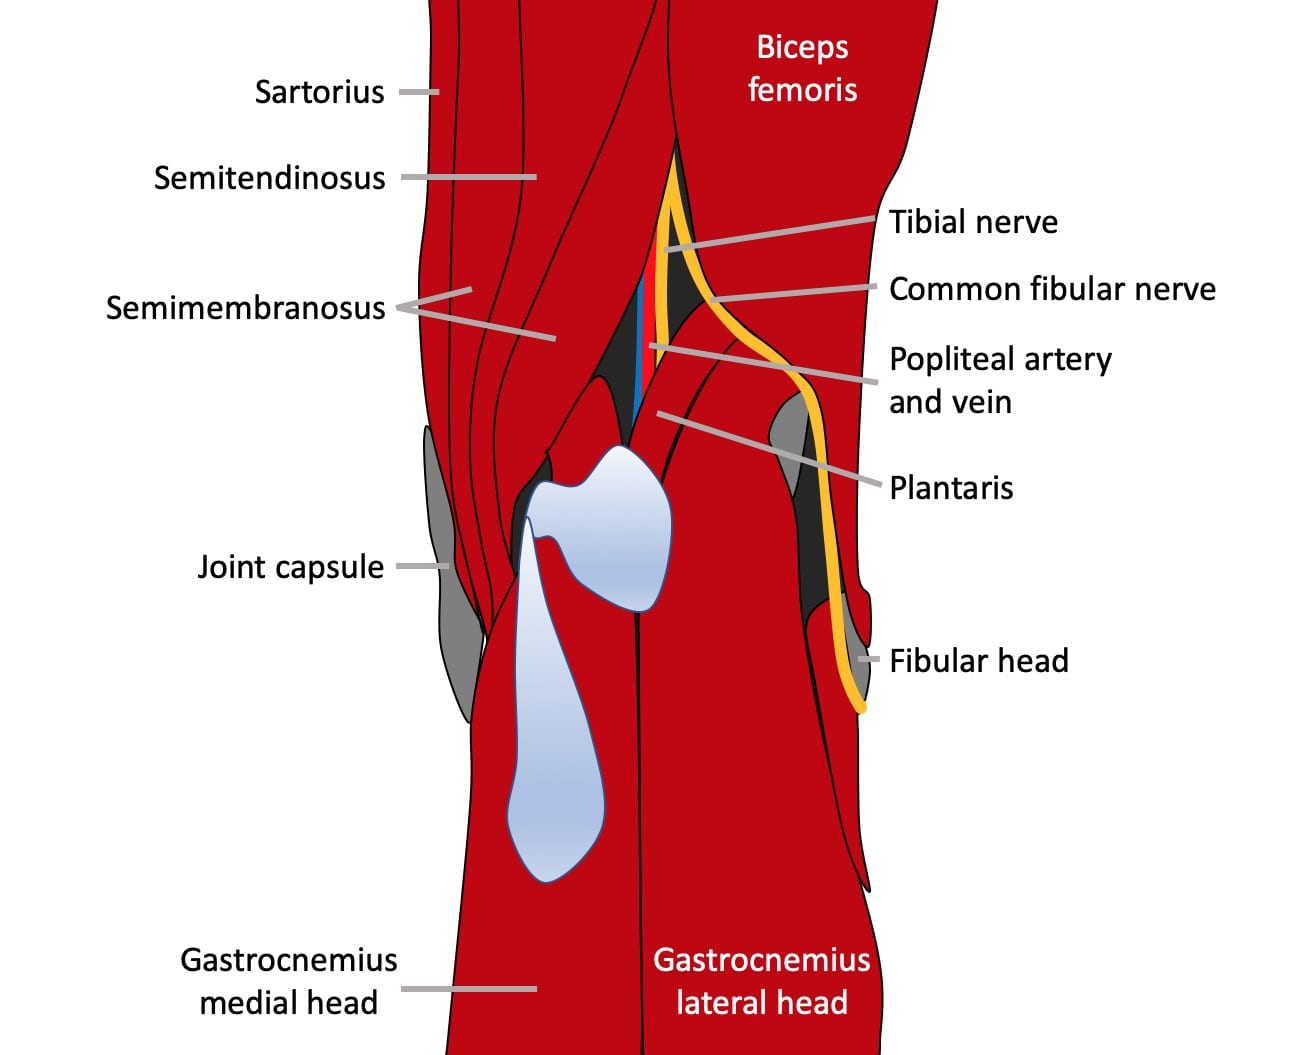 Biceps
femoris
Sartorius
Semitendinosus
Tibial nerve
Common fibular nerve
Semimembranosus
Popliteal artery
and vein
Plantaris
Joint capsule
Fibular head
Gastrocnemius
medial head
Gastrocnemius
lateral head